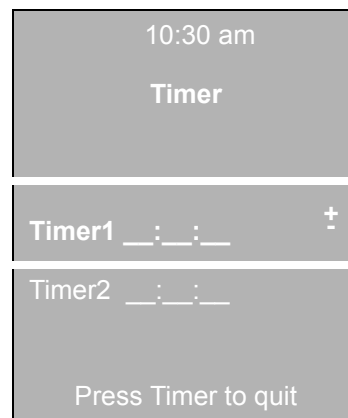 10:30 am
Timer
Timer1 __:__:__ +
-
Timer2 __:__:__
Press Timer to quit